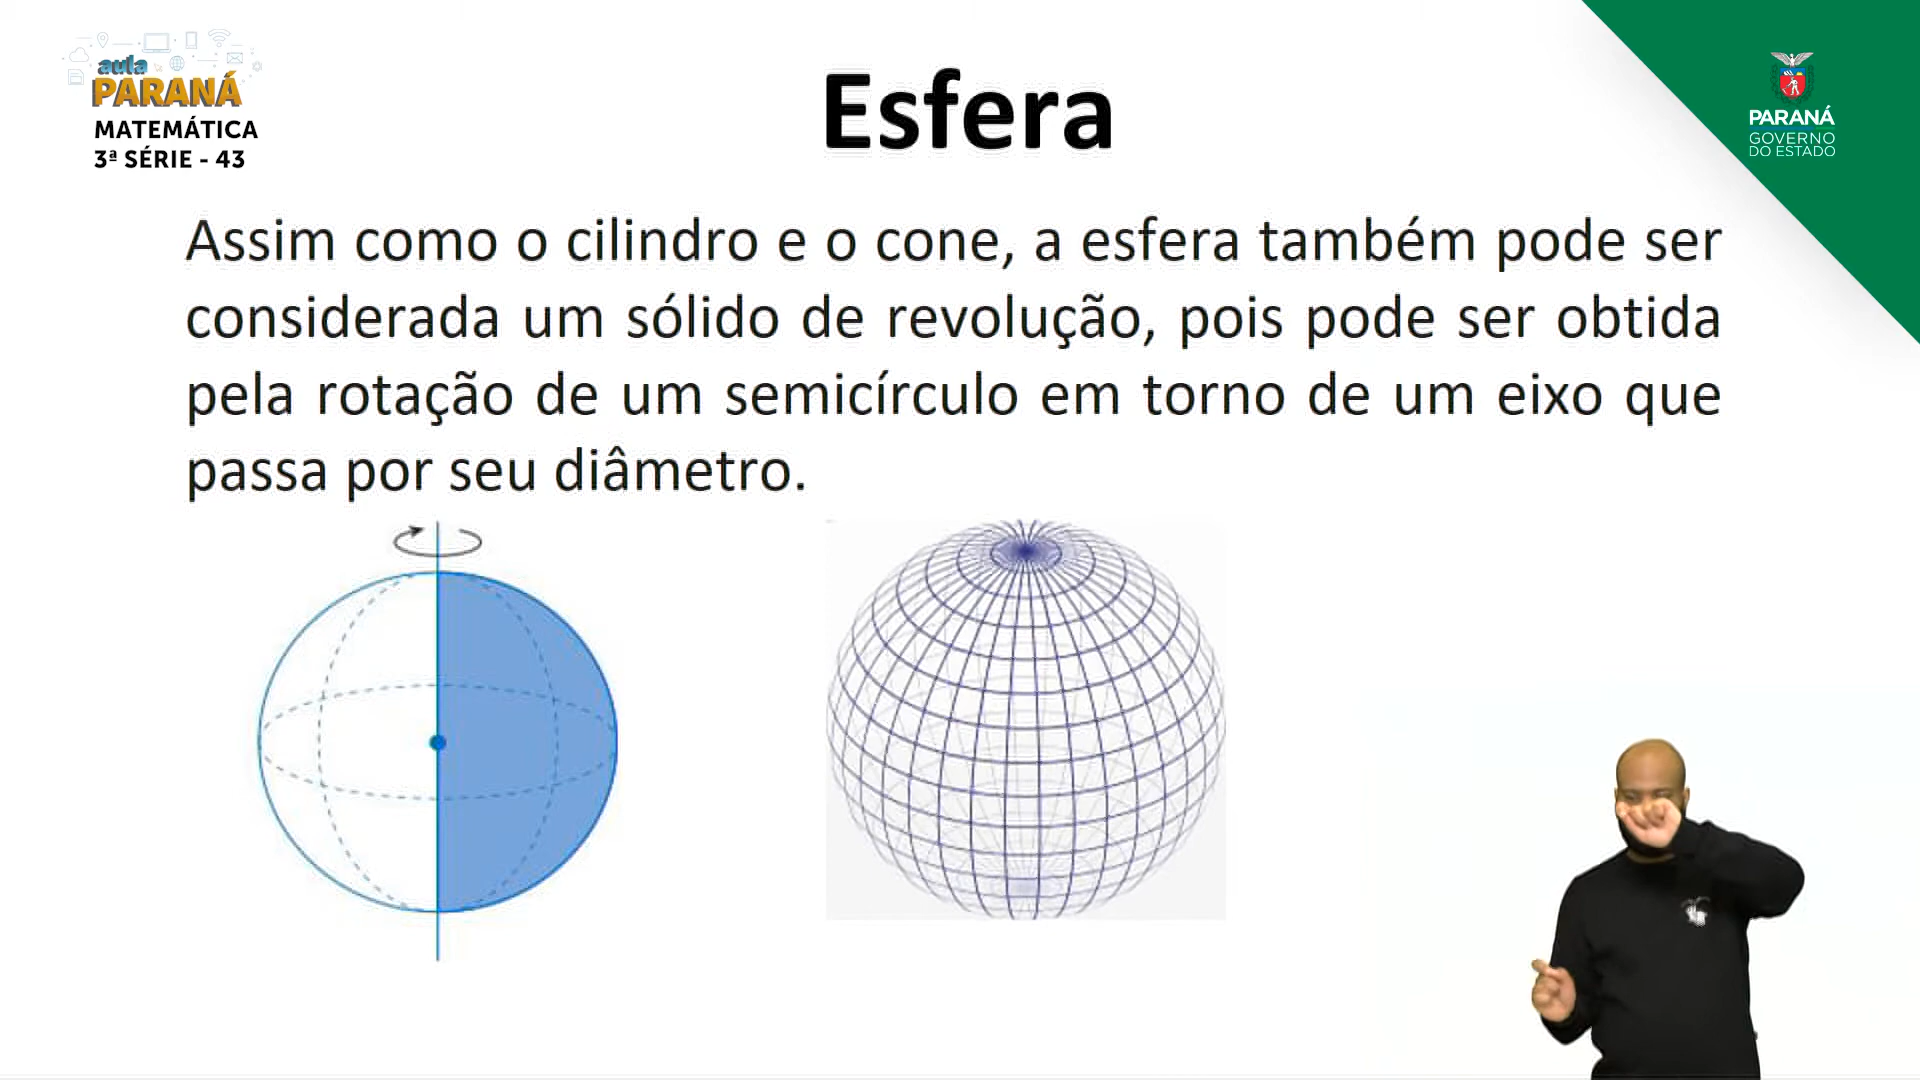 aula
PARANÁ
MATEMÁTICA
3ª SÉRIE - 43
Esfera
PARANÁ
GOVERNO
DO ESTADO
Assim como o cilindro e o cone, a esfera também pode ser
considerada um sólido de revolução, pois pode ser obtida
pela rotação de um semicírculo em torno de um eixo que
passa por seu diâmetro.